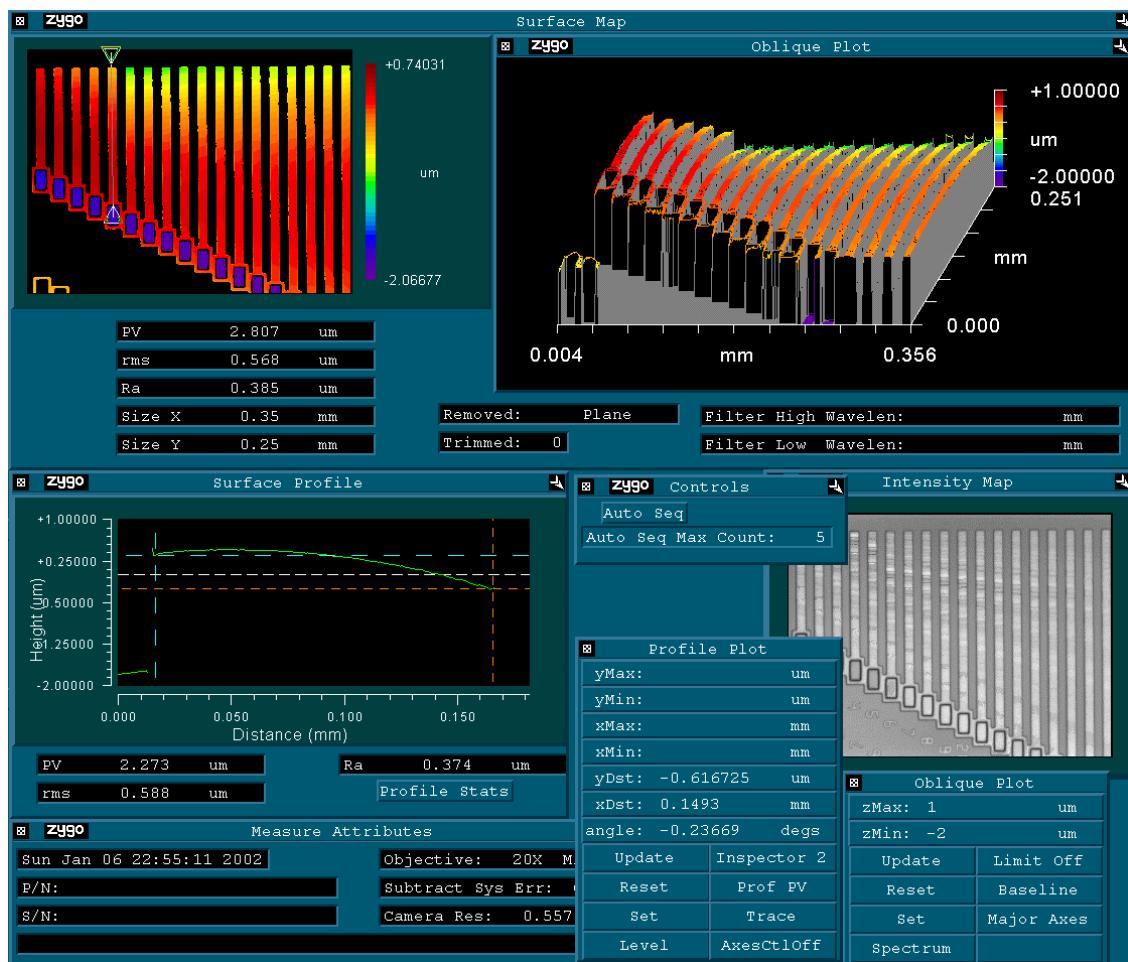 zygo Surface Map
+0.74031
um
-2.06677
zygo Oblique Plot
+1.00000
um
-2.00000
0.251
mm
0.000
0.004 mm 0.356
PV 2.807 um
rms 0.568 um
Ra 0.385 um
Size X 0.35 mm
Size Y 0.25 mm
Removed: Plane
Trimmed: 0
Filter High Wavelen: mm
Filter Low Wavelen: mm
zygo Surface Profile
+1.00000
+0.25000
-0.50000
-1.25000
-2.00000
Height (um)
0.000 0.050 0.100 0.150
Distance (mm)
PV 2.273 um
rms 0.588 um
Ra 0.374 um
Profile Stats
zygo Controls
Auto Seq
Auto Seq Max Count: 5
Intensity Map
Profile Plot
yMax: um
yMin: um
xMax: mm
xMin: mm
yDst: -0.616725 um
xDst: 0.1493 mm
angle: -0.23669 degs
Update Inspector 2
Reset Prof PV
Set Trace
Level AxesCtlOff
Oblique Plot
zMax: 1 um
zMin: -2 um
Update Limit Off
Reset Baseline
Set Major Axes
Spectrum
zygo Measure Attributes
Sun Jan 06 22:55:11 2002
P/N:
S/N:
Objective: 20X
Subtract Sys Err:
Camera Res: 0.557